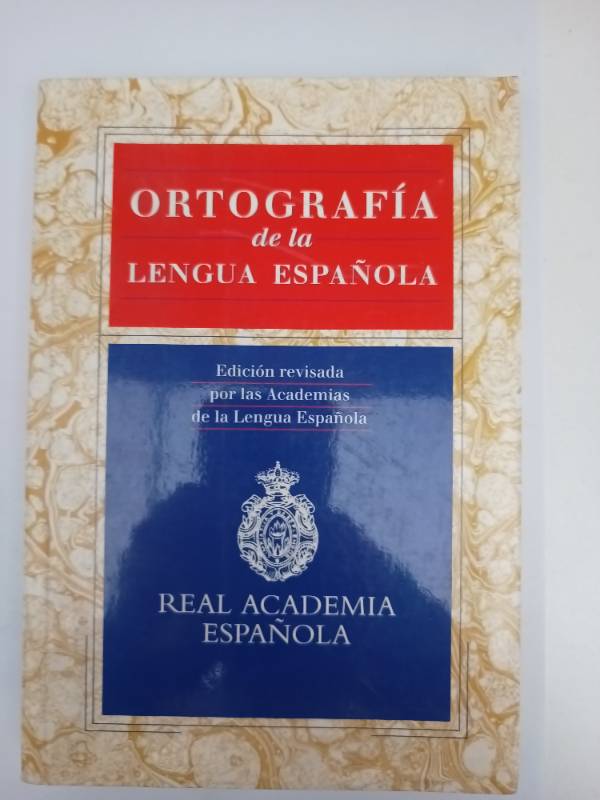 ORTOGRAFÍA
de la
LENGUA ESPAÑOLA
Edición revisada
por las Academias
de la Lengua Española
REAL ACADEMIA
ESPAÑOLA